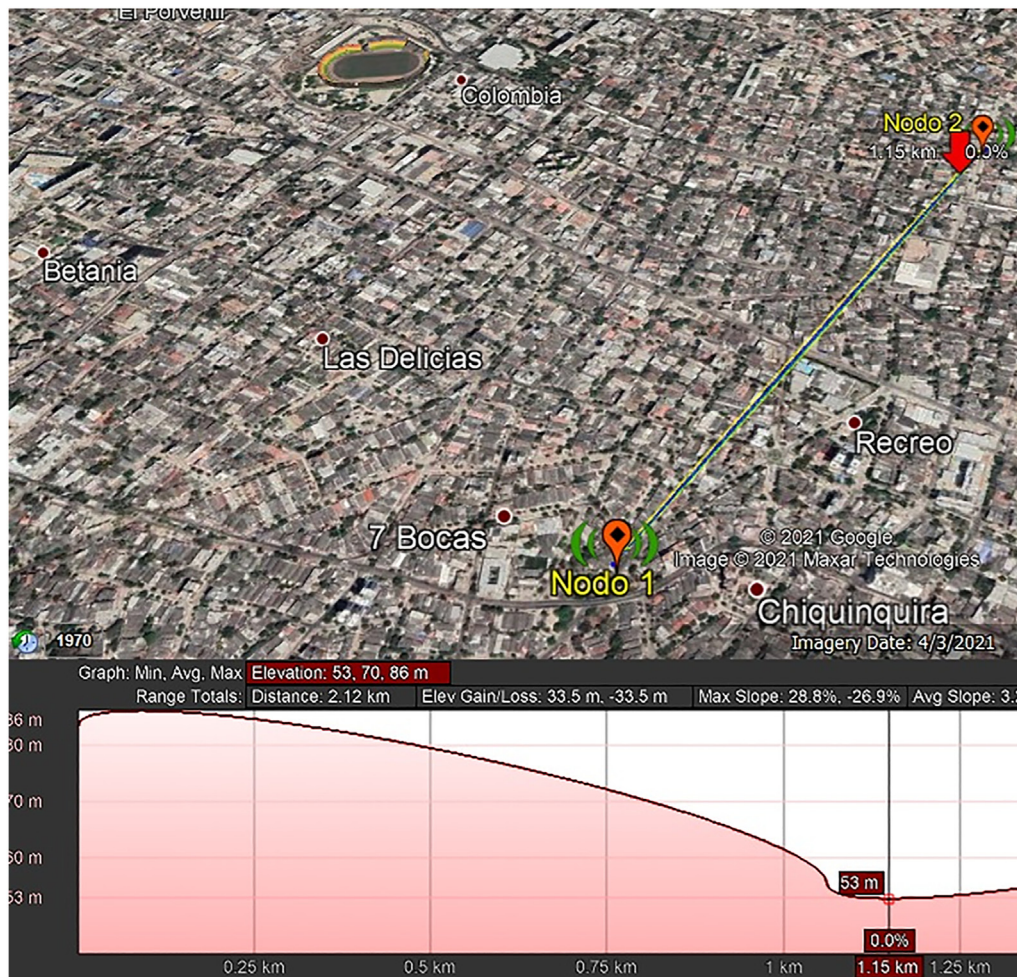 El Porvenir
Colombia
Nodo 2
1.15 km 0.0%
Betania
Las Delicias
Recreo
7 Bocas
© 2021 Google
Image © 2021 Maxar Technologies
Nodo 1
Chiquinquira
1970
Imagery Date: 4/3/2021
Graph: Min, Avg, Max Elevation: 53, 70, 86 m
Range Totals: Distance: 2.12 km Elev Gain/Loss: 33.5 m, -33.5 m Max Slope: 28.8%, -26.9% Avg Slope: 3.
86 m
80 m
70 m
60 m
53 m
53 m
0.0%
0.25 km 0.5 km 0.75 km 1 km 1.15 km 1.25 km